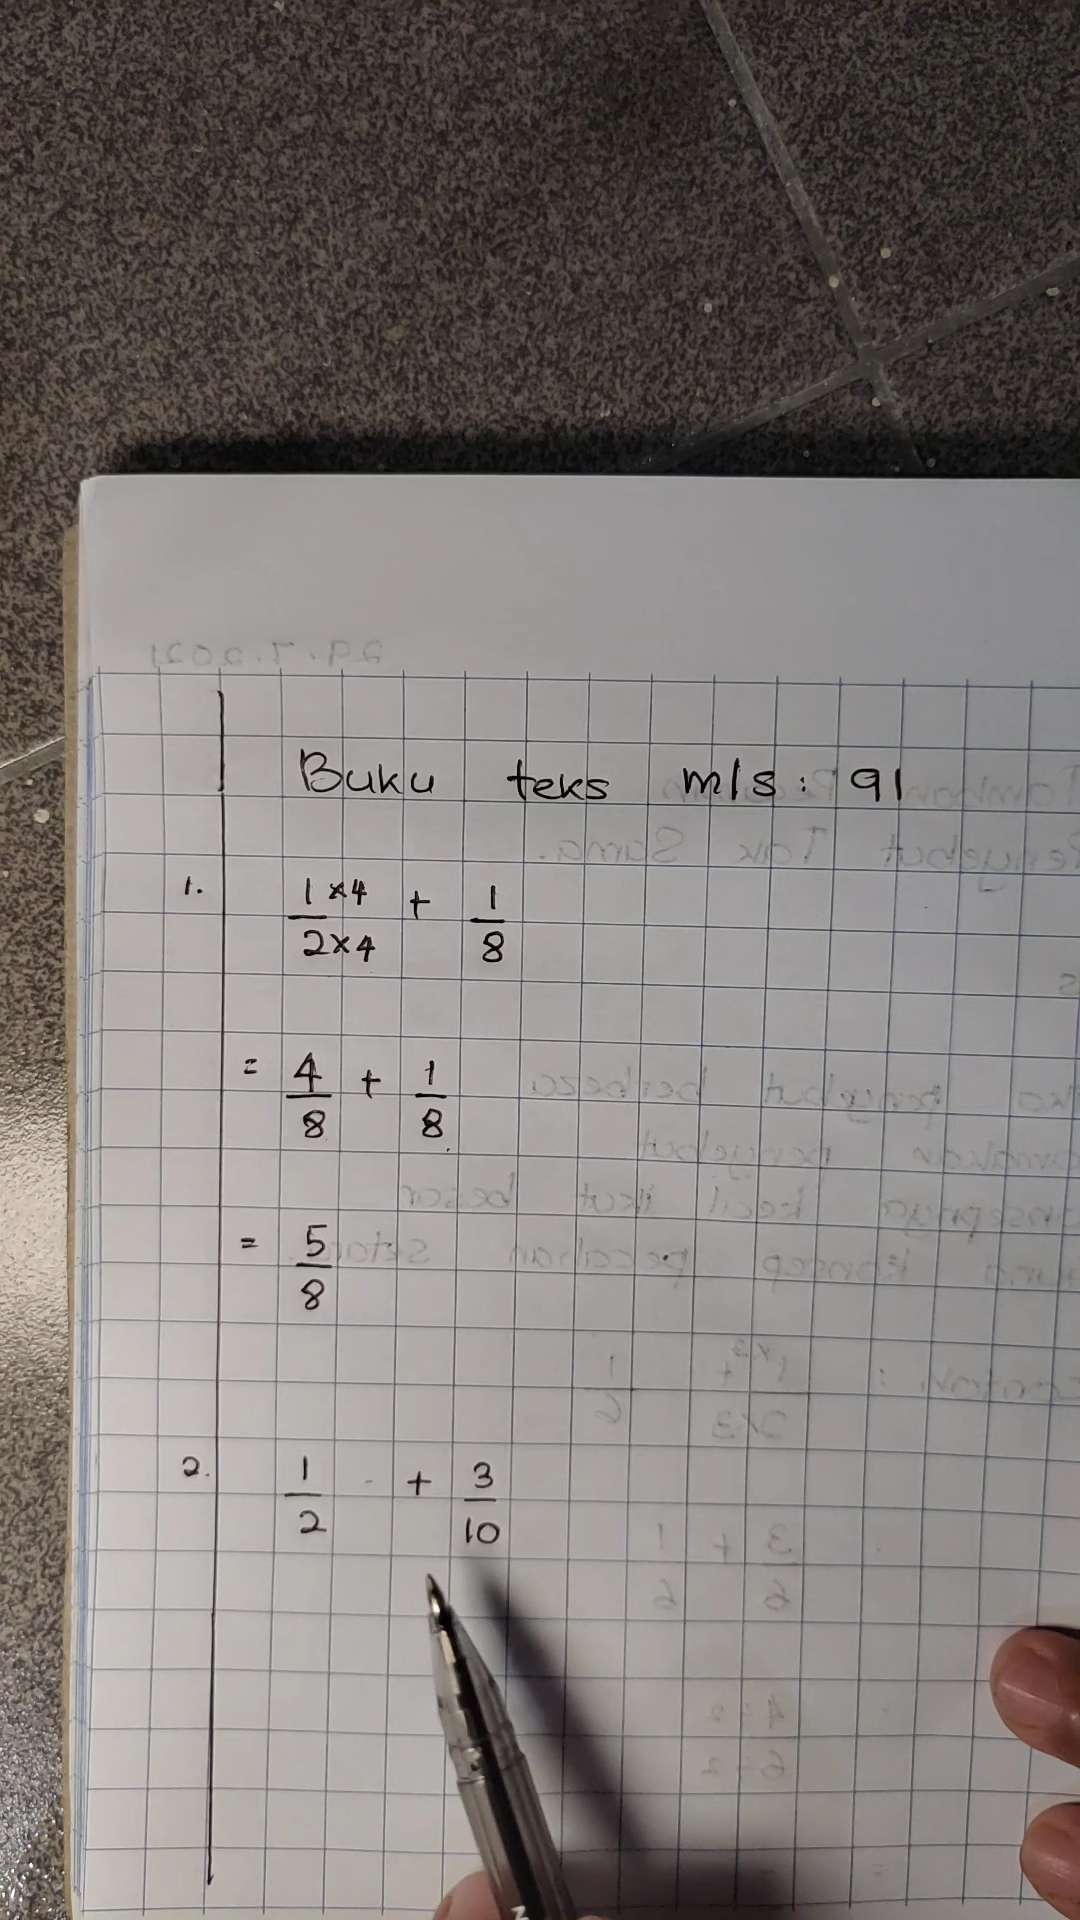 Buku teks m/s: 91
1. 1×4/2×4 + 1/8
= 4/8 + 1/8
= 5/8
2. 1/2 + 3/10